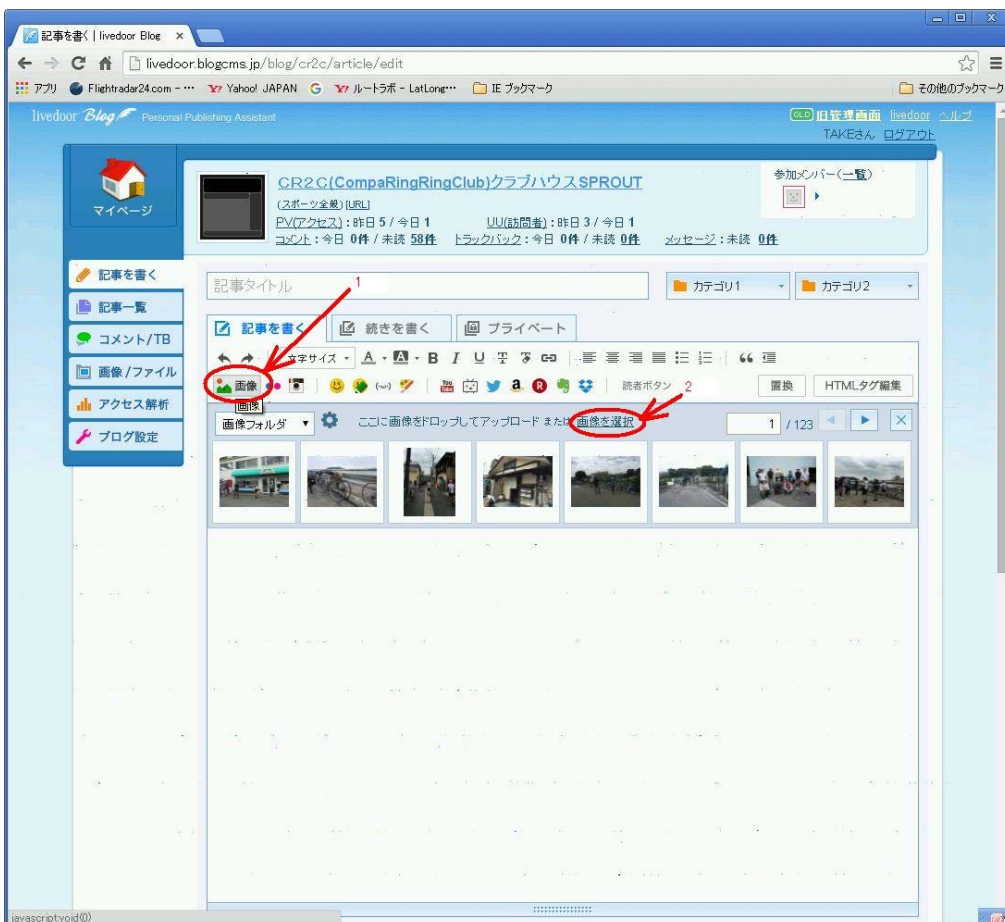 記事を書く | livedoor Blog ×
livedoor.blogcms.jp/blog/cr2c/article/edit
アプリ Flightradar24.com - … Yahoo! JAPAN ルートラボ - LatLong… IE ブックマーク その他のブックマーク
livedoor Blog Personal Publishing Assistant OLD 旧管理画面 livedoor ヘルプ
TAKEさん ログアウト
マイページ
CR2C(CompaRingRingClub)クラブハウスSPROUT
(スポーツ全般) [URL]
PV(アクセス) : 昨日 5 / 今日 1 UU(訪問者) : 昨日 3 / 今日 1
コメント : 今日 0件 / 未読 58件 トラックバック : 今日 0件 / 未読 0件 メッセージ : 未読 0件
参加メンバー(一覧)
記事を書く
記事一覧
コメント/TB
画像/ファイル
アクセス解析
ブログ設定
記事タイトル 1 カテゴリ1 カテゴリ2
記事を書く 続きを書く プライベート
文字サイズ A A B I U T
画像 You Tube a R 読者ボタン 2 置換 HTMLタグ編集
画像
画像フォルダ ここに画像をドロップしてアップロード または 画像を選択 1 / 123
javascript:void(0)